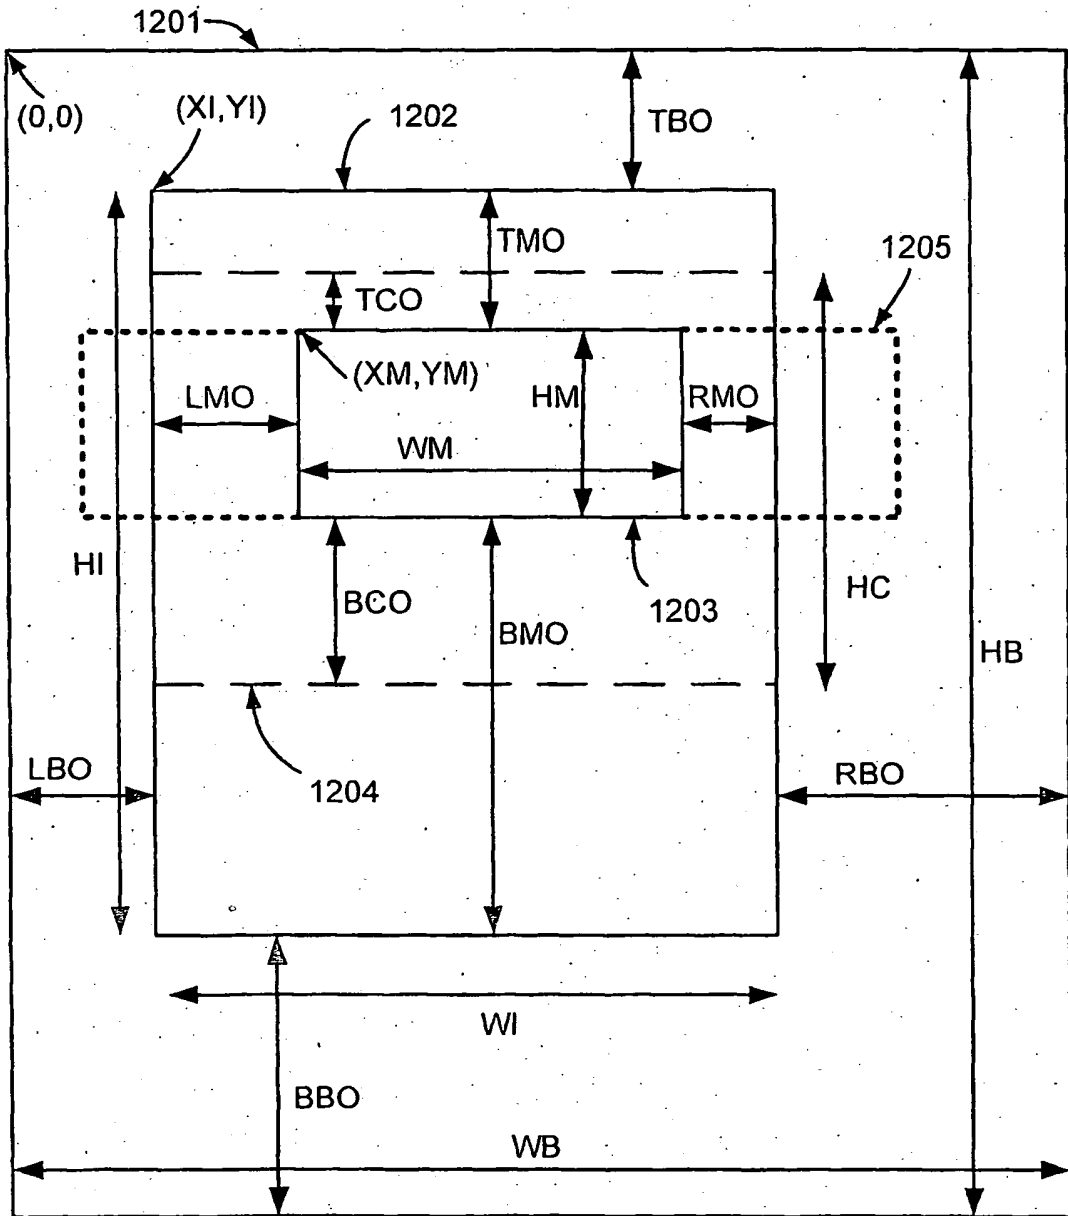 1201
(0,0)
(XI,YI)
1202
TBO
TMO
1205
TCO
(XM,YM)
LMO
HM
RMO
WM
HI
BCO
BMO
1203
HC
HB
LBO
1204
RBO
WI
BBO
WB